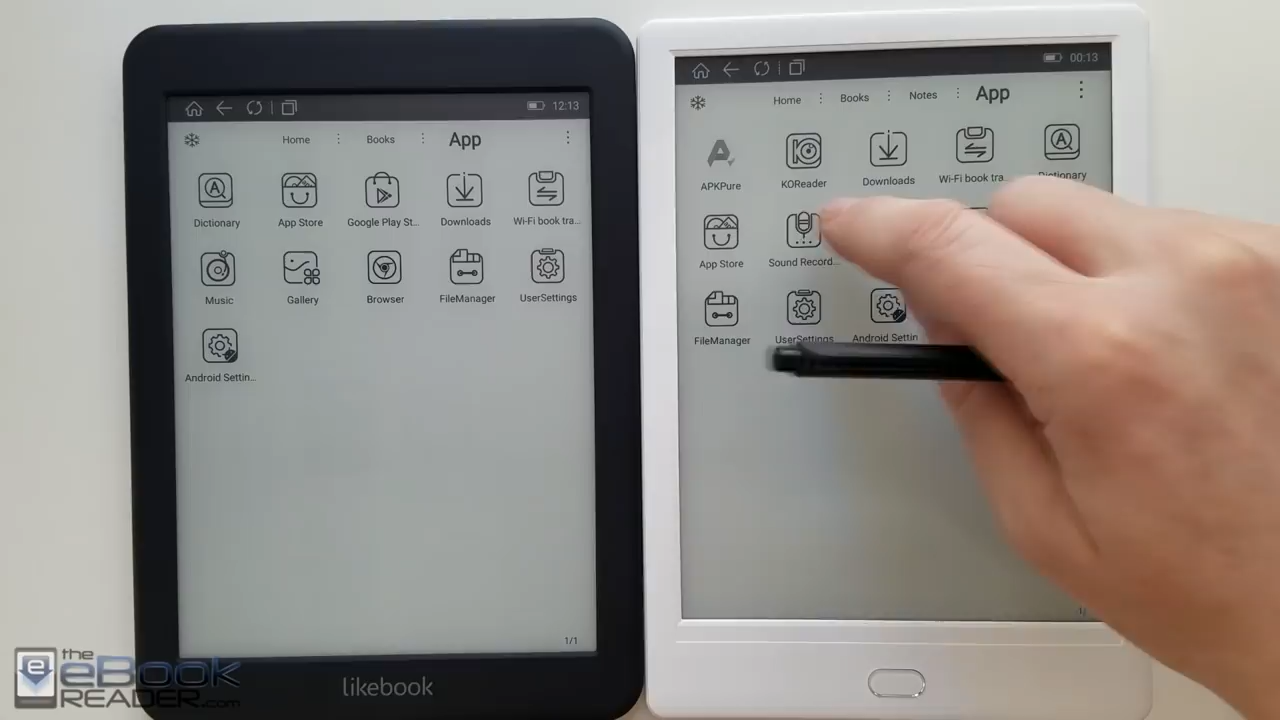 12:13
Home : Books : App
Dictionary App Store Google Play St... Downloads Wi-Fi book tra...
Music Gallery Browser FileManager UserSettings
Android Settin...
1/1
likebook
00:13
Home : Books : Notes : App
APKPure KOReader Downloads Wi-Fi book tra... Dictionary
App Store Sound Record...
FileManager UserSettings Android Settin
the
eBook
READER.com